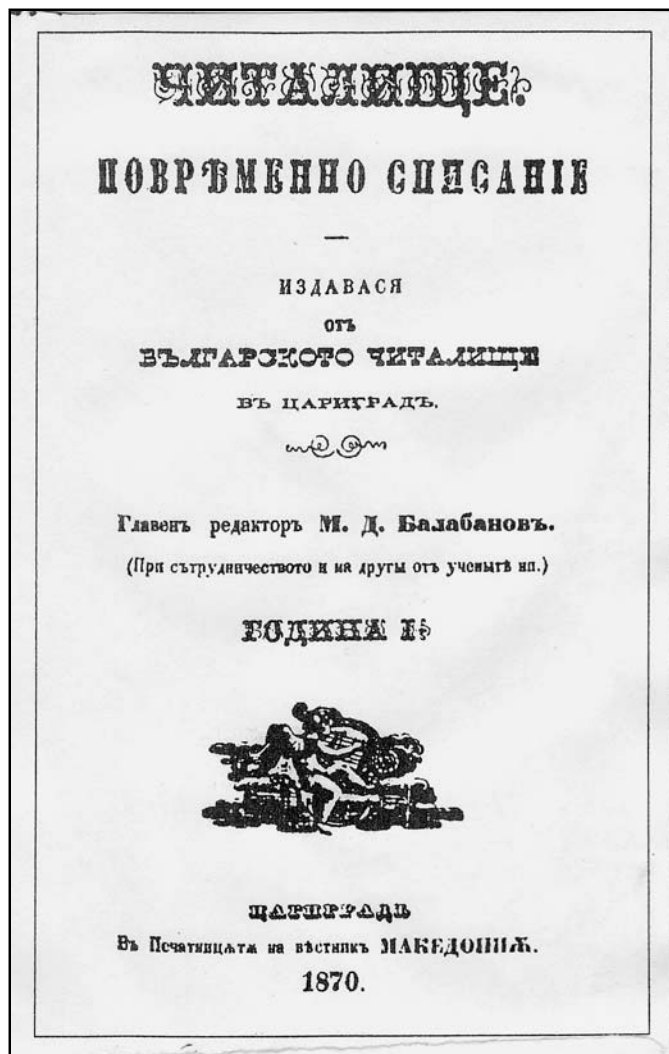 ЧИТАЛИЩЕ.
ПОВРѢМЕННО СПИСАНІЕ
—
ИЗДАВАСЯ
отъ
БЪЛГАРСКОТО ЧИТАЛИЩЕ
ВЪ ЦАРИГРАДЪ.
Главенъ редакторъ М. Д. Балабановъ.
(При сътрудничеството и на другы отъ ученытѣ ни.)
ГОДИНА I.
ЦАРИГРАДЪ
Въ Печатницѫтѫ на вѣстникъ МАКЕДОНИѬ.
1870.